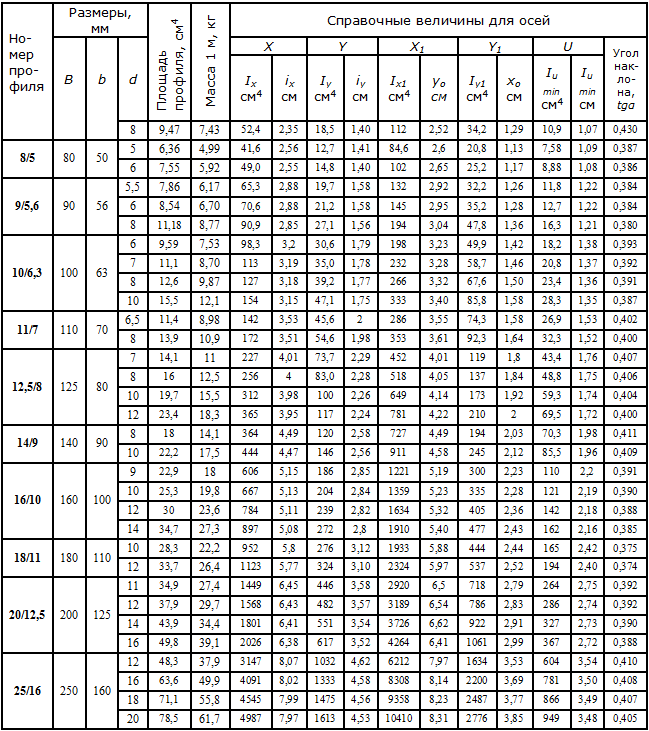 Но-мер про-филя Размеры, мм Площадь профиля, см4 Масса 1 м, кг Справочные величины для осей
B b d X Y X1 Y1 U Угол нак-ло-на, tga
Ix см4 ix см Iy см4 iy см Ix1 см4 yo см Iy1 см4 xo см Iu min см4 Iu min см
8 9,47 7,43 52,4 2,35 18,5 1,40 112 2,52 34,2 1,29 10,9 1,07 0,430
8/5 80 50 5 6,36 4,99 41,6 2,56 12,7 1,41 84,6 2,6 20,8 1,13 7,58 1,09 0,387
6 7,55 5,92 49,0 2,55 14,8 1,40 102 2,65 25,2 1,17 8,88 1,08 0,386
9/5,6 90 56 5,5 7,86 6,17 65,3 2,88 19,7 1,58 132 2,92 32,2 1,26 11,8 1,22 0,384
6 8,54 6,70 70,6 2,88 21,2 1,58 145 2,95 35,2 1,28 12,7 1,22 0,384
8 11,18 8,77 90,9 2,85 27,1 1,56 194 3,04 47,8 1,36 16,3 1,21 0,380
10/6,3 100 63 6 9,59 7,53 98,3 3,2 30,6 1,79 198 3,23 49,9 1,42 18,2 1,38 0,393
7 11,1 8,70 113 3,19 35,0 1,78 232 3,28 58,7 1,46 20,8 1,37 0,392
8 12,6 9,87 127 3,18 39,2 1,77 266 3,32 67,6 1,50 23,4 1,36 0,391
10 15,5 12,1 154 3,15 47,1 1,75 333 3,40 85,8 1,58 28,3 1,35 0,387
11/7 110 70 6,5 11,4 8,98 142 3,53 45,6 2 286 3,55 74,3 1,58 26,9 1,53 0,402
8 13,9 10,9 172 3,51 54,6 1,98 353 3,61 92,3 1,64 32,3 1,52 0,400
12,5/8 125 80 7 14,1 11 227 4,01 73,7 2,29 452 4,01 119 1,8 43,4 1,76 0,407
8 16 12,5 256 4 83,0 2,28 518 4,05 137 1,84 48,8 1,75 0,406
10 19,7 15,5 312 3,98 100 2,26 649 4,14 173 1,92 59,3 1,74 0,404
12 23,4 18,3 365 3,95 117 2,24 781 4,22 210 2 69,5 1,72 0,400
14/9 140 90 8 18 14,1 364 4,49 120 2,58 727 4,49 194 2,03 70,3 1,98 0,411
10 22,2 17,5 444 4,47 146 2,56 911 4,58 245 2,12 85,5 1,96 0,409
16/10 160 100 9 22,9 18 606 5,15 186 2,85 1221 5,19 300 2,23 110 2,2 0,391
10 25,3 19,8 667 5,13 204 2,84 1359 5,23 335 2,28 121 2,19 0,390
12 30 23,6 784 5,11 239 2,82 1634 5,32 405 2,36 142 2,18 0,388
14 34,7 27,3 897 5,08 272 2,8 1910 5,40 477 2,43 162 2,16 0,385
18/11 180 110 10 28,3 22,2 952 5,8 276 3,12 1933 5,88 444 2,44 165 2,42 0,375
12 33,7 26,4 1123 5,77 324 3,10 2324 5,97 537 2,52 194 2,40 0,374
20/12,5 200 125 11 34,9 27,4 1449 6,45 446 3,58 2920 6,5 718 2,79 264 2,75 0,392
12 37,9 29,7 1568 6,43 482 3,57 3189 6,54 786 2,83 286 2,74 0,392
14 43,9 34,4 1801 6,41 551 3,54 3726 6,62 922 2,91 327 2,73 0,390
16 49,8 39,1 2026 6,38 617 3,52 4264 6,41 1061 2,99 367 2,72 0,388
25/16 250 160 12 48,3 37,9 3147 8,07 1032 4,62 6212 7,97 1634 3,53 604 3,54 0,410
16 63,6 49,9 4091 8,02 1333 4,58 8308 8,14 2200 3,69 781 3,50 0,408
18 71,1 55,8 4545 7,99 1475 4,56 9358 8,23 2487 3,77 866 3,49 0,407
20 78,5 61,7 4987 7,97 1613 4,53 10410 8,31 2776 3,85 949 3,48 0,405